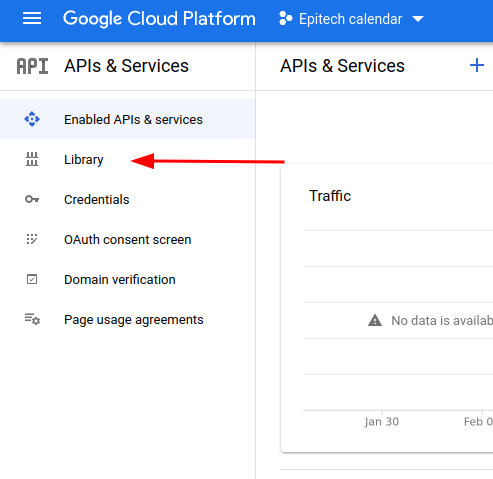 Google Cloud Platform
Epitech calendar
API
APIs & Services
APIs & Services
Enabled APIs & services
Library
Credentials
OAuth consent screen
Domain verification
Page usage agreements
Traffic
No data is availab
Jan 30
Feb 0